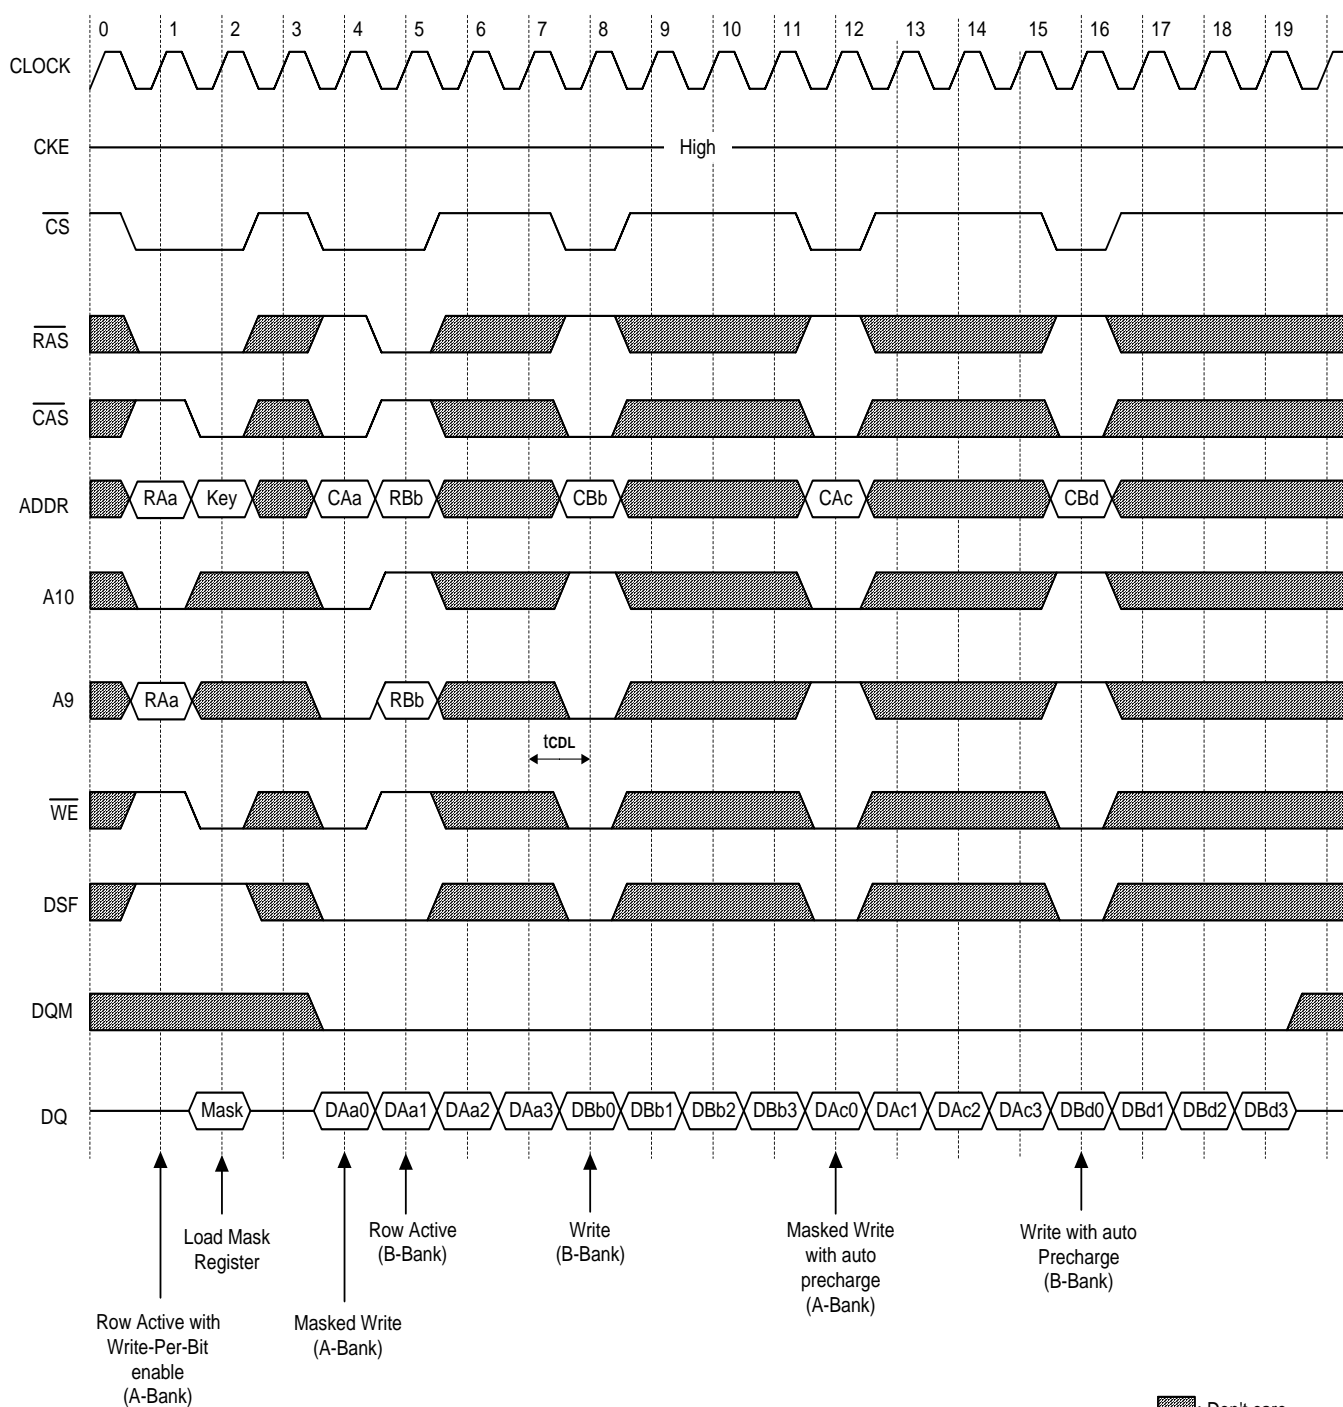 0 1 2 3 4 5 6 7 8 9 10 11 12 13 14 15 16 17 18 19
CLOCK
CKE High
CS
RAS
CAS
ADDR RAa Key CAa RBb CBb CAc CBd
A10
A9 RAa RBb
tCDL
WE
DSF
DQM
DQ Mask DAa0 DAa1 DAa2 DAa3 DBb0 DBb1 DBb2 DBb3 DAc0 DAc1 DAc2 DAc3 DBd0 DBd1 DBd2 DBd3
Row Active with
Write-Per-Bit
enable
(A-Bank)
Load Mask
Register
Masked Write
(A-Bank)
Row Active
(B-Bank)
Write
(B-Bank)
Masked Write
with auto
precharge
(A-Bank)
Write with auto
Precharge
(B-Bank)
: Don't care